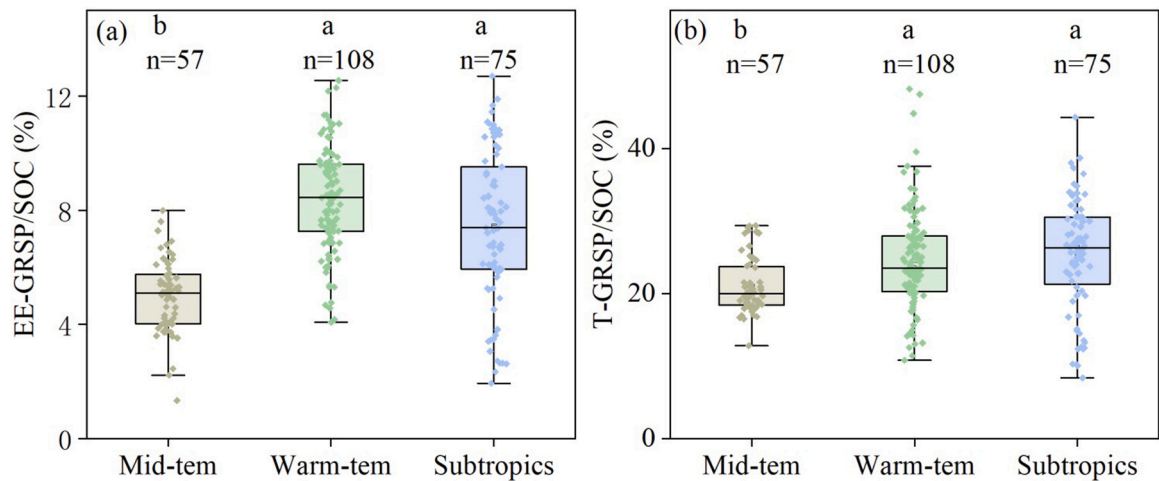 (a) b a a
n=57 n=108 n=75
EE-GRSP/SOC (%)
12
8
4
0
Mid-tem Warm-tem Subtropics
(b) b a a
n=57 n=108 n=75
T-GRSP/SOC (%)
40
20
0
Mid-tem Warm-tem Subtropics